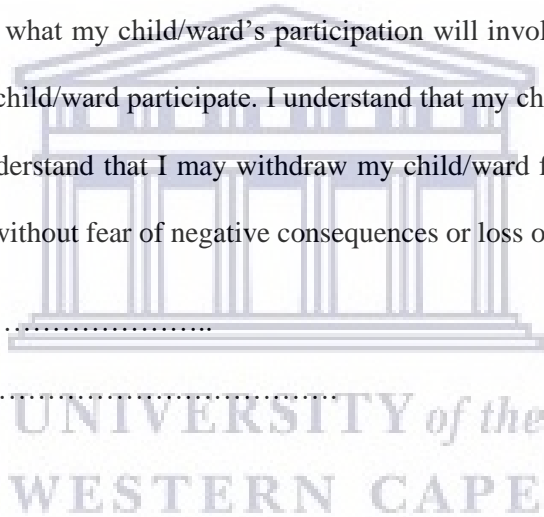 what my child/ward's participation will invol
child/ward participate. I understand that my ch
derstand that I may withdraw my child/ward f
without fear of negative consequences or loss o
…………………..
……………………………….
UNIVERSITY of the
WESTERN CAPE